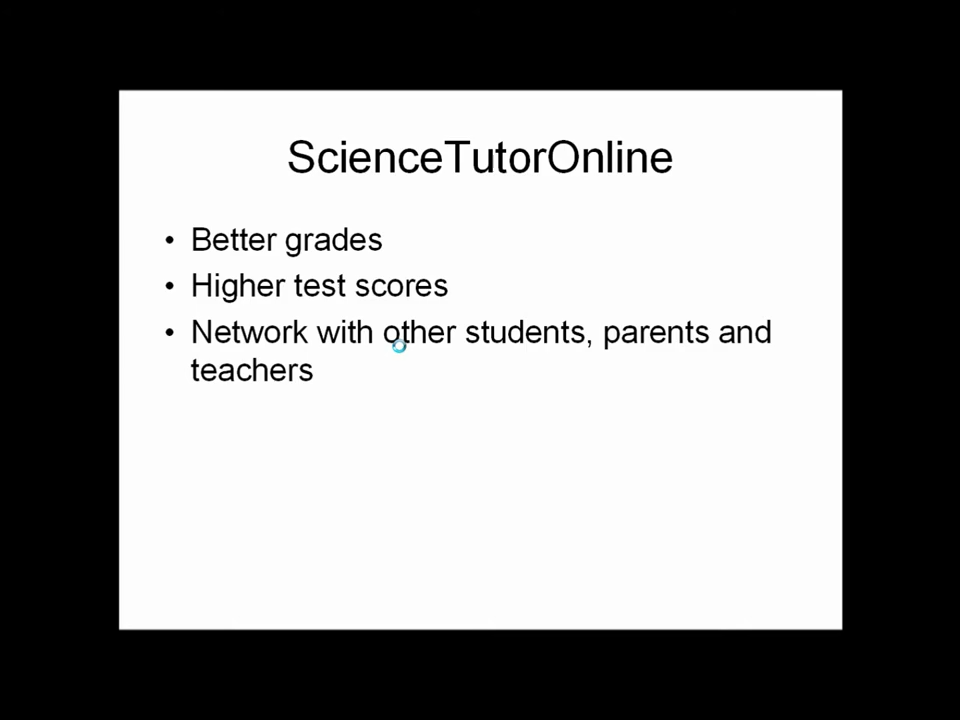 ScienceTutorOnline
• Better grades
• Higher test scores
• Network with other students, parents and
teachers